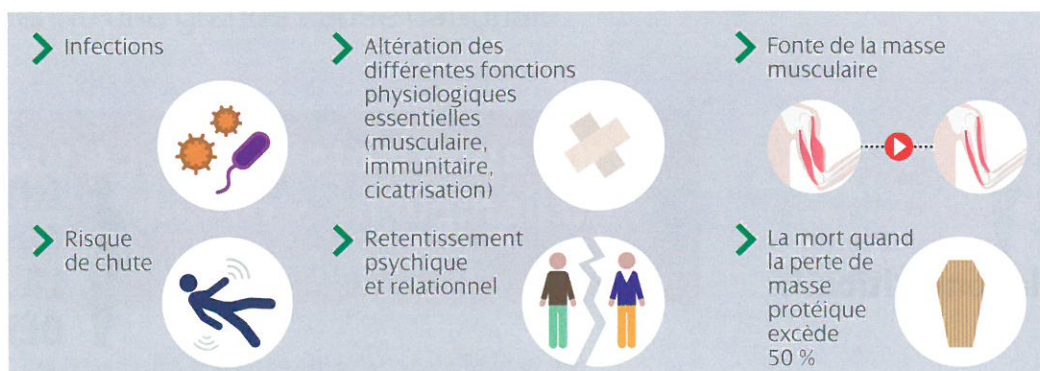 Infections
Altération des
différentes fonctions
physiologiques
essentielles
(musculaire,
immunitaire,
cicatrisation)
Fonte de la masse
musculaire
Risque
de chute
Retentissement
psychique
et relationnel
La mort quand
la perte de
masse
protéique
excède
50 %